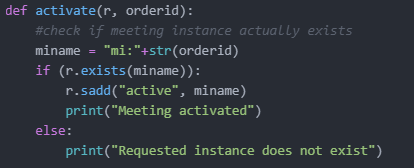 def activate(r, orderid):
    #check if meeting instance actually exists
    miname = "mi:"+str(orderid)
    if (r.exists(miname)):
        r.sadd("active", miname)
        print("Meeting activated")
    else:
        print("Requested instance does not exist")